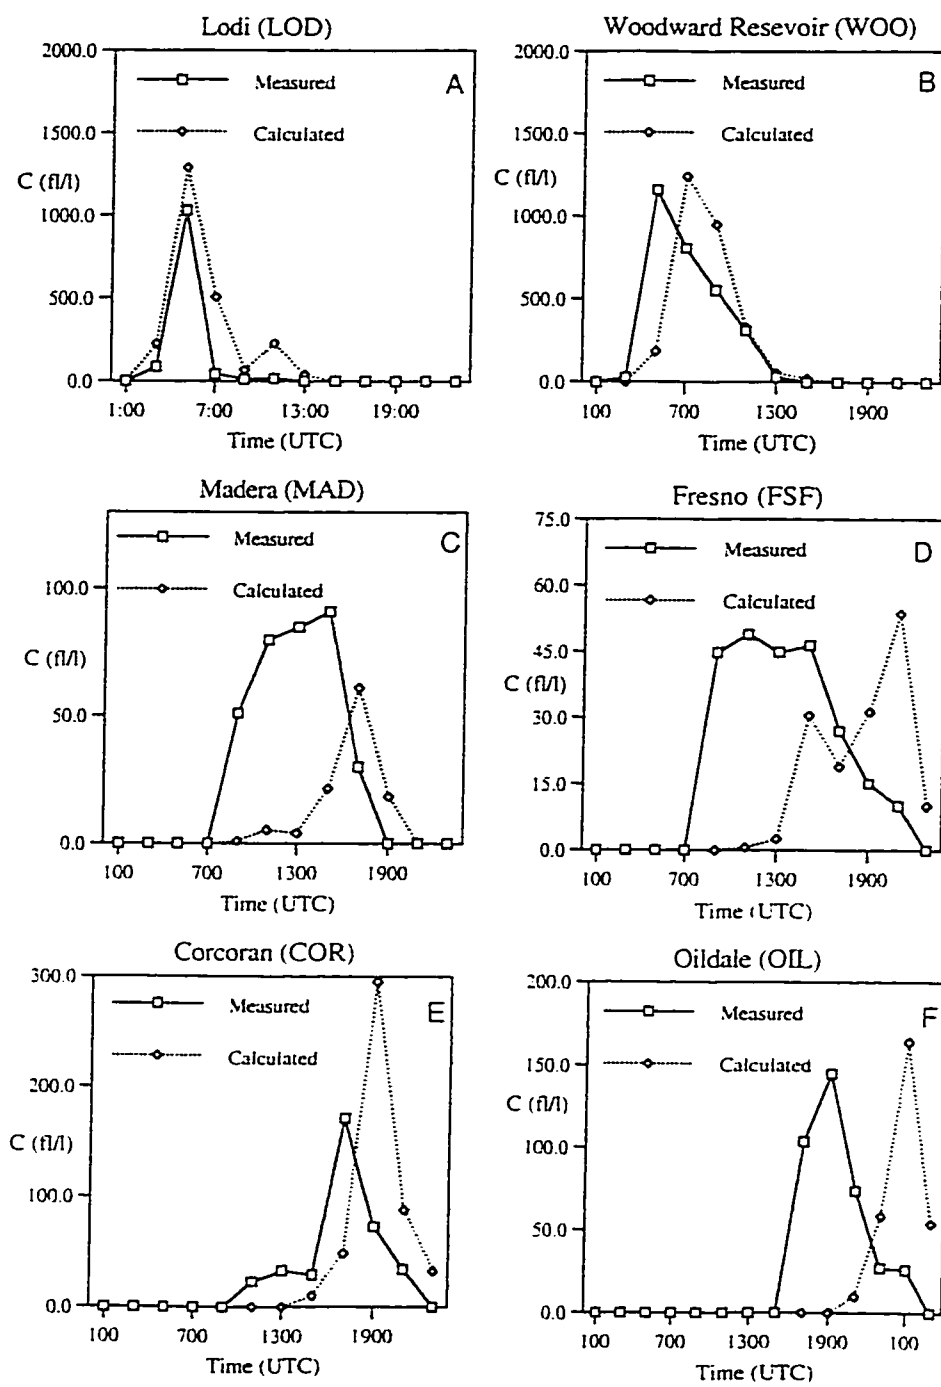 Lodi (LOD)
2000.0
Measured
A
1500.0
Calculated
C (fl/l)
1000.0
500.0
0.0
1:00 7:00 13:00 19:00
Time (UTC)
Woodward Resevoir (WOO)
2000.0
Measured
B
1500.0
Calculated
C (fl/l)
1000.0
500.0
0.0
100 700 1300 1900
Time (UTC)
Madera (MAD)
Measured
C
Calculated
100.0
C (fl/l)
50.0
0.0
100 700 1300 1900
Time (UTC)
Fresno (FSF)
75.0
Measured
D
60.0
Calculated
45.0
C (fl/l)
30.0
15.0
0.0
100 700 1300 1900
Time (UTC)
Corcoran (COR)
300.0
Measured
E
Calculated
200.0
C (fl/l)
100.0
0.0
100 700 1300 1900
Time (UTC)
Oildale (OIL)
200.0
Measured
F
150.0
Calculated
C (fl/l)
100.0
50.0
0.0
100 700 1300 1900 100
Time (UTC)